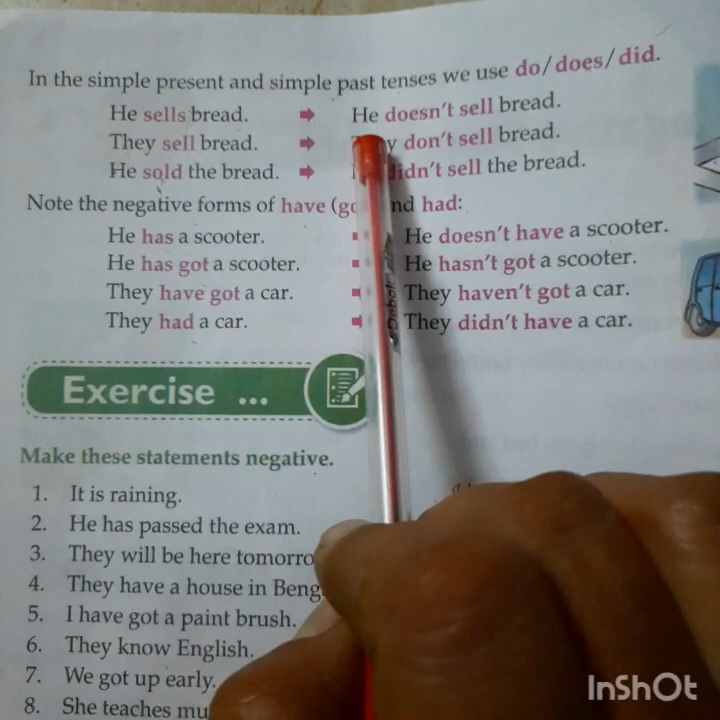 In the simple present and simple past tenses we use do/does/did.
He sells bread. ➡ He doesn't sell bread.
They sell bread. ➡ don't sell bread.
He sold the bread. ➡ didn't sell the bread.
Note the negative forms of have (go nd had:
He has a scooter. He doesn't have a scooter.
He has got a scooter. He hasn't got a scooter.
They have got a car. They haven't got a car.
They had a car. They didn't have a car.
Exercise ...
Make these statements negative.
1. It is raining.
2. He has passed the exam.
3. They will be here tomorro
4. They have a house in Beng
5. I have got a paint brush.
6. They know English.
7. We got up early.
8. She teaches mu
InShOt